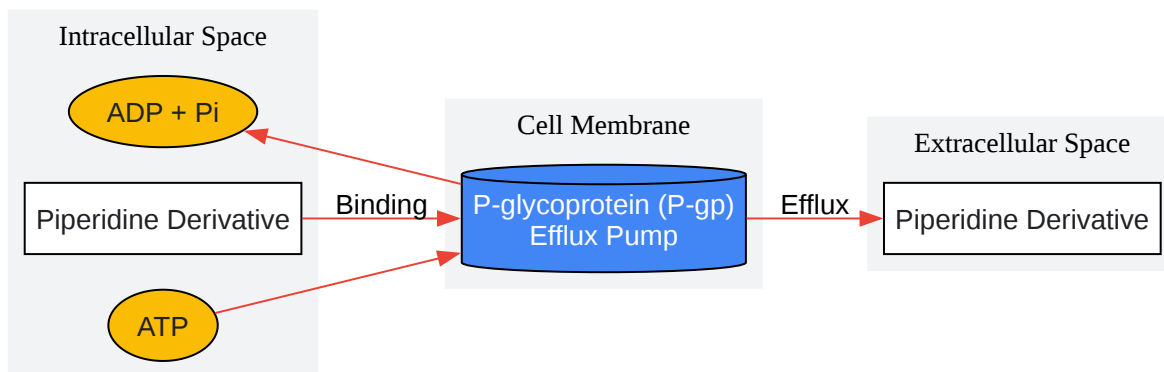 Intracellular Space
ADP + Pi
Piperidine Derivative
ATP
Binding
Cell Membrane
P-glycoprotein (P-gp)
Efflux Pump
Efflux
Extracellular Space
Piperidine Derivative